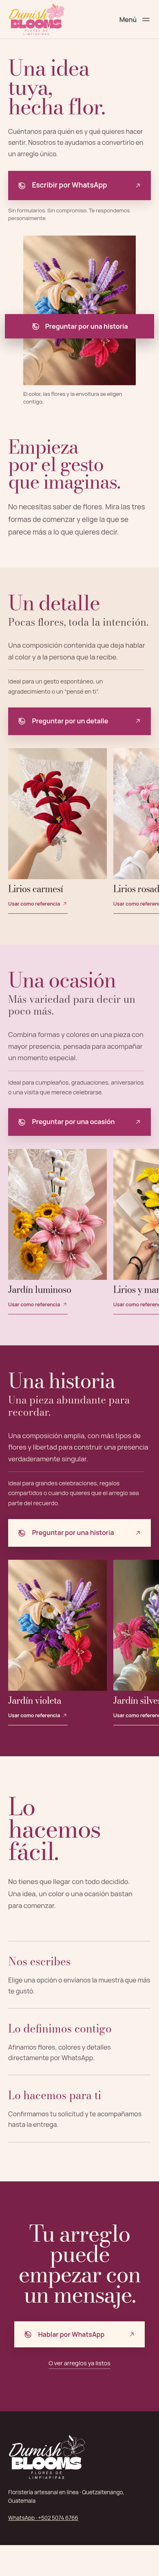 Dumish
BLOOMS
FLORES DE
LIMPIAPIPAS
Menú
Una idea
tuya,
hecha flor.
Cuéntanos para quién es y qué quieres hacer
sentir. Nosotros te ayudamos a convertirlo en
un arreglo único.
Escribir por WhatsApp
Sin formularios. Sin compromiso. Te respondemos
personalmente.
Preguntar por una historia
El color, las flores y la envoltura se eligen
contigo.
Empieza
por el gesto
que imaginas.
No necesitas saber de flores. Mira las tres
formas de comenzar y elige la que se
parece más a lo que quieres decir.
Un detalle
Pocas flores, toda la intención.
Una composición contenida que deja hablar
al color y a la persona que la recibe.
Ideal para un gesto espontáneo, un
agradecimiento o un “pensé en ti”.
Preguntar por un detalle
Lirios carmesí
Lirios rosad
Usar como referencia
Usar como referen
Una ocasión
Más variedad para decir un
poco más.
Combina formas y colores en una pieza con
mayor presencia, pensada para acompañar
un momento especial.
Ideal para cumpleaños, graduaciones, aniversarios
o una visita que merece celebrarse.
Preguntar por una ocasión
Jardín luminoso
Lirios y mar
Usar como referencia
Usar como referen
Una historia
Una pieza abundante para
recordar.
Una composición amplia, con más tipos de
flores y libertad para construir una presencia
verdaderamente singular.
Ideal para grandes celebraciones, regalos
compartidos o cuando quieres que el arreglo sea
parte del recuerdo.
Preguntar por una historia
Jardín violeta
Jardín silves
Usar como referencia
Usar como referen
Lo
hacemos
fácil.
No tienes que llegar con todo decidido.
Una idea, un color o una ocasión bastan
para comenzar.
Nos escribes
Elige una opción o envíanos la muestra que más
te gustó.
Lo definimos contigo
Afinamos flores, colores y detalles
directamente por WhatsApp.
Lo hacemos para ti
Confirmamos tu solicitud y te acompañamos
hasta la entrega.
Tu arreglo
puede
empezar con
un mensaje.
Hablar por WhatsApp
O ver arreglos ya listos
Dumish
BLOOMS
FLORES DE
LIMPIAPIPAS
Floristería artesanal en línea · Quetzaltenango,
Guatemala
WhatsApp · +502 5074 6766